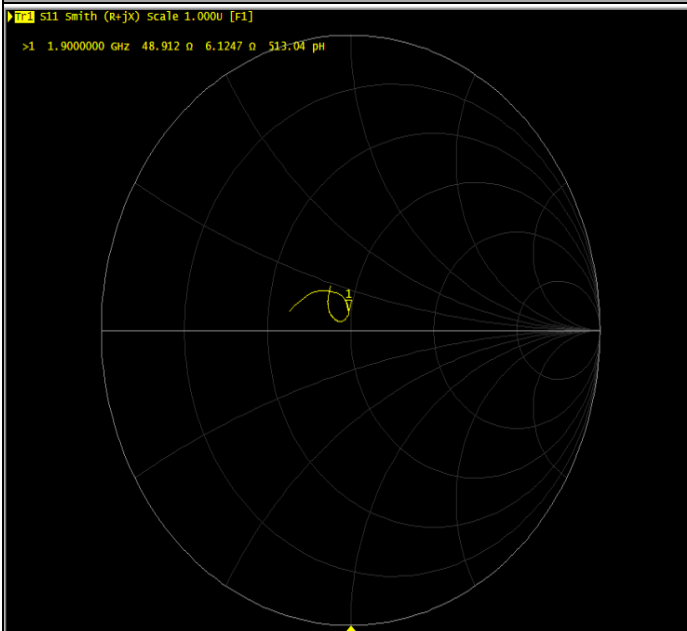 Tr1 S11 Smith (R+jX) Scale 1.000U [F1]
>1 1.9000000 GHz 48.912 Ω 6.1247 Ω 513.04 pH
1